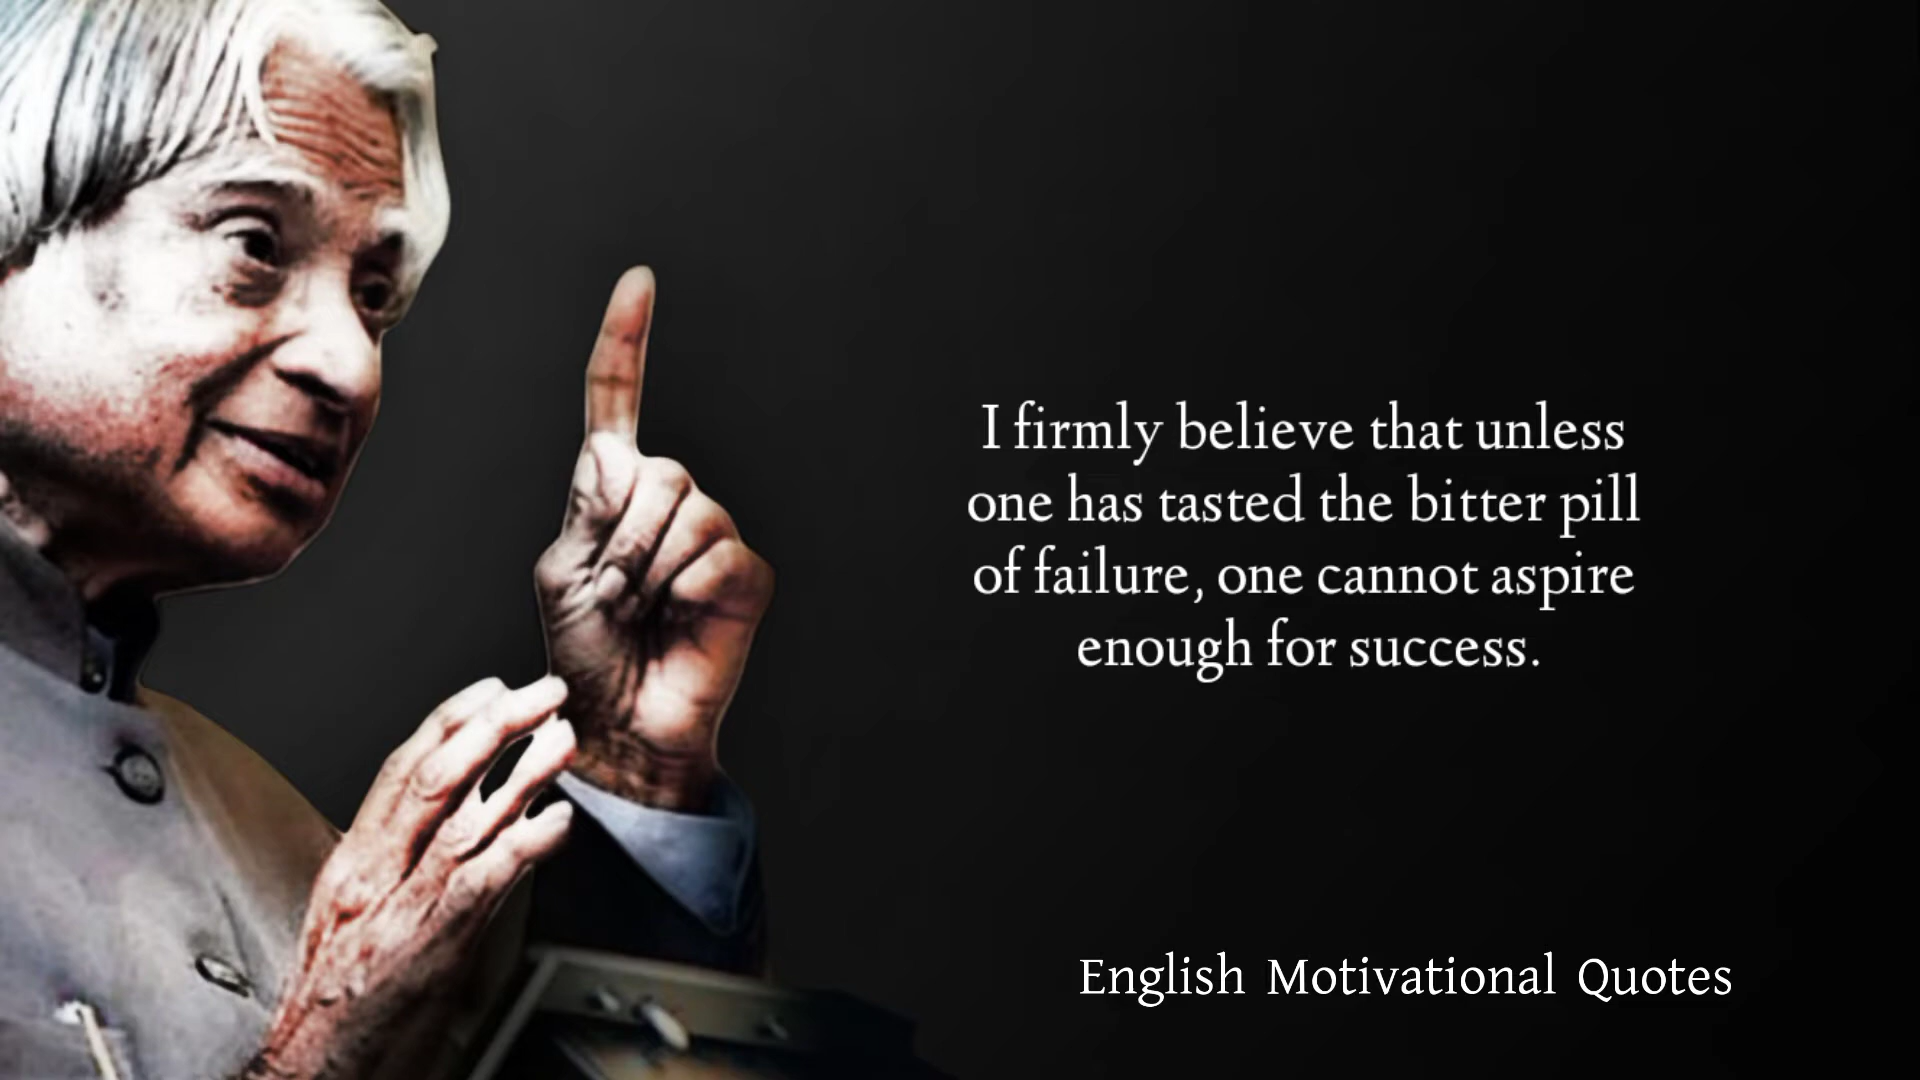 I firmly believe that unless
one has tasted the bitter pill
of failure, one cannot aspire
enough for success.
English Motivational Quotes